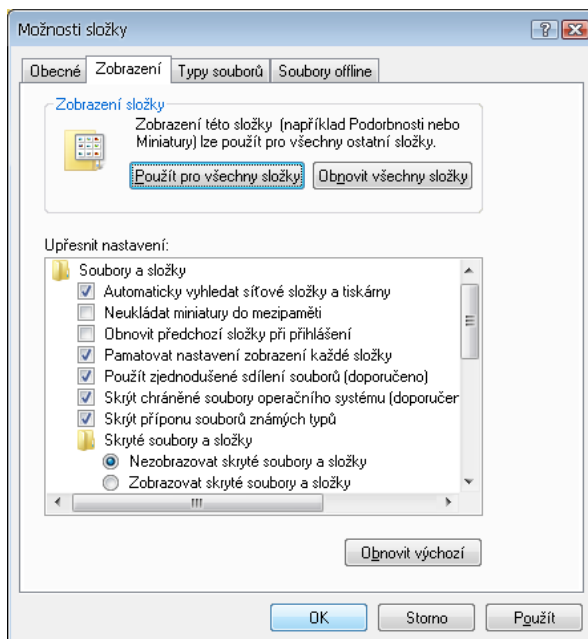 Možnosti složky
Obecné Zobrazení Typy souborů Soubory offline
Zobrazení složky
Zobrazení této složky (například Podorbnosti nebo
Miniatury) lze použít pro všechny ostatní složky.
Použít pro všechny složky Obnovit všechny složky
Upřesnit nastavení:
Soubory a složky
Automaticky vyhledat síťové složky a tiskárny
Neukládat miniatury do mezipaměti
Obnovit předchozí složky při přihlášení
Pamatovat nastavení zobrazení každé složky
Použít zjednodušené sdílení souborů (doporučeno)
Skrýt chráněné soubory operačního systému (doporučer
Skrýt příponu souborů známých typů
Skryté soubory a složky
Nezobrazovat skryté soubory a složky
Zobrazovat skryté soubory a složky
Obnovit výchozí
OK Storno Použít